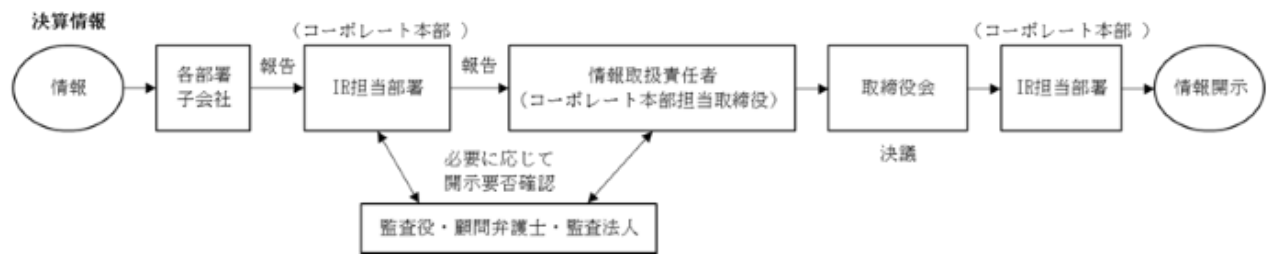 決算情報
情報
各部署
子会社
報告
(コーポレート本部 )
IR担当部署
報告
情報取扱責任者
(コーポレート本部担当取締役)
取締役会
決議
(コーポレート本部 )
IR担当部署
情報開示
必要に応じて
開示要否確認
監査役・顧問弁護士・監査法人